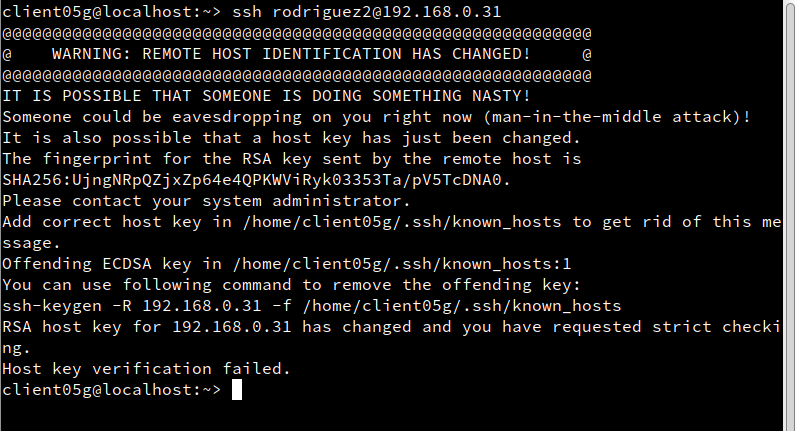 client05g@localhost:~> ssh rodriguez2@192.168.0.31
@@@@@@@@@@@@@@@@@@@@@@@@@@@@@@@@@@@@@@@@@@@@@@@@@@@@@@@@@@@
@    WARNING: REMOTE HOST IDENTIFICATION HAS CHANGED!     @
@@@@@@@@@@@@@@@@@@@@@@@@@@@@@@@@@@@@@@@@@@@@@@@@@@@@@@@@@@@
IT IS POSSIBLE THAT SOMEONE IS DOING SOMETHING NASTY!
Someone could be eavesdropping on you right now (man-in-the-middle attack)!
It is also possible that a host key has just been changed.
The fingerprint for the RSA key sent by the remote host is
SHA256:UjngNRpQZjxZp64e4QPKWViRyk03353Ta/pV5TcDNA0.
Please contact your system administrator.
Add correct host key in /home/client05g/.ssh/known_hosts to get rid of this me
ssage.
Offending ECDSA key in /home/client05g/.ssh/known_hosts:1
You can use following command to remove the offending key:
ssh-keygen -R 192.168.0.31 -f /home/client05g/.ssh/known_hosts
RSA host key for 192.168.0.31 has changed and you have requested strict checki
ng.
Host key verification failed.
client05g@localhost:~>